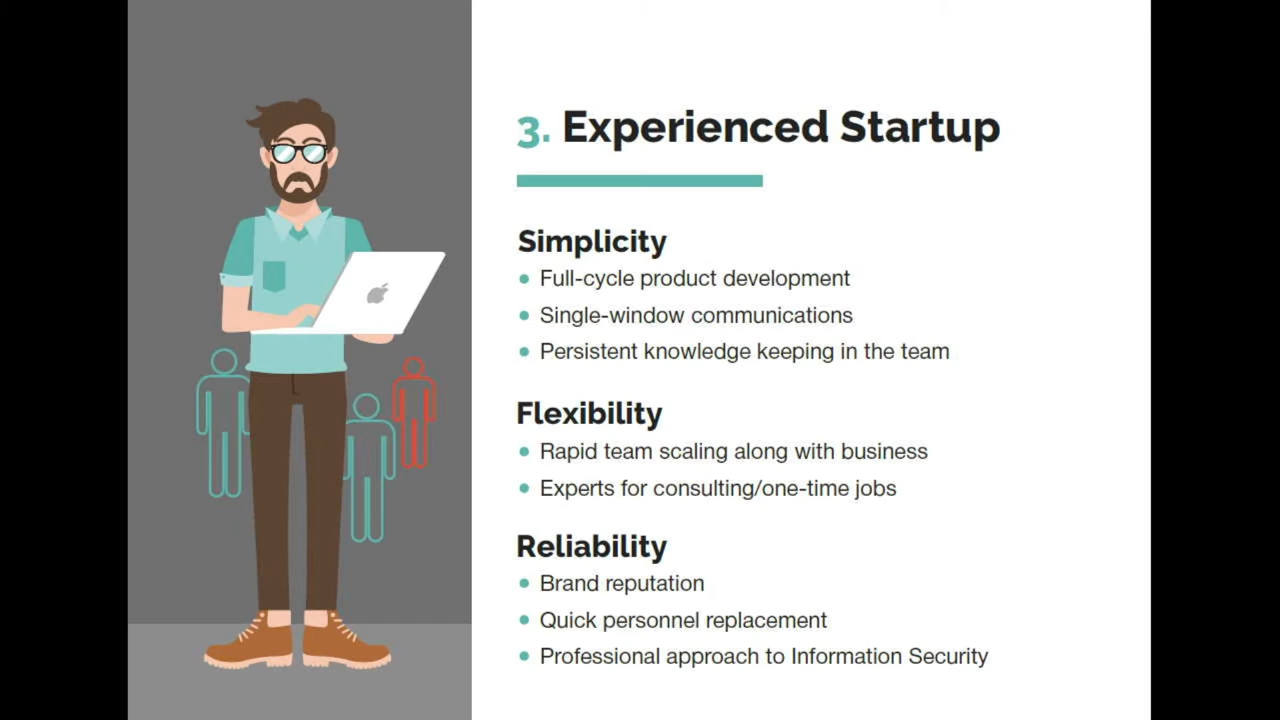 3. Experienced Startup
Simplicity
Full-cycle product development
Single-window communications
Persistent knowledge keeping in the team
Flexibility
Rapid team scaling along with business
Experts for consulting/one-time jobs
Reliability
Brand reputation
Quick personnel replacement
Professional approach to Information Security